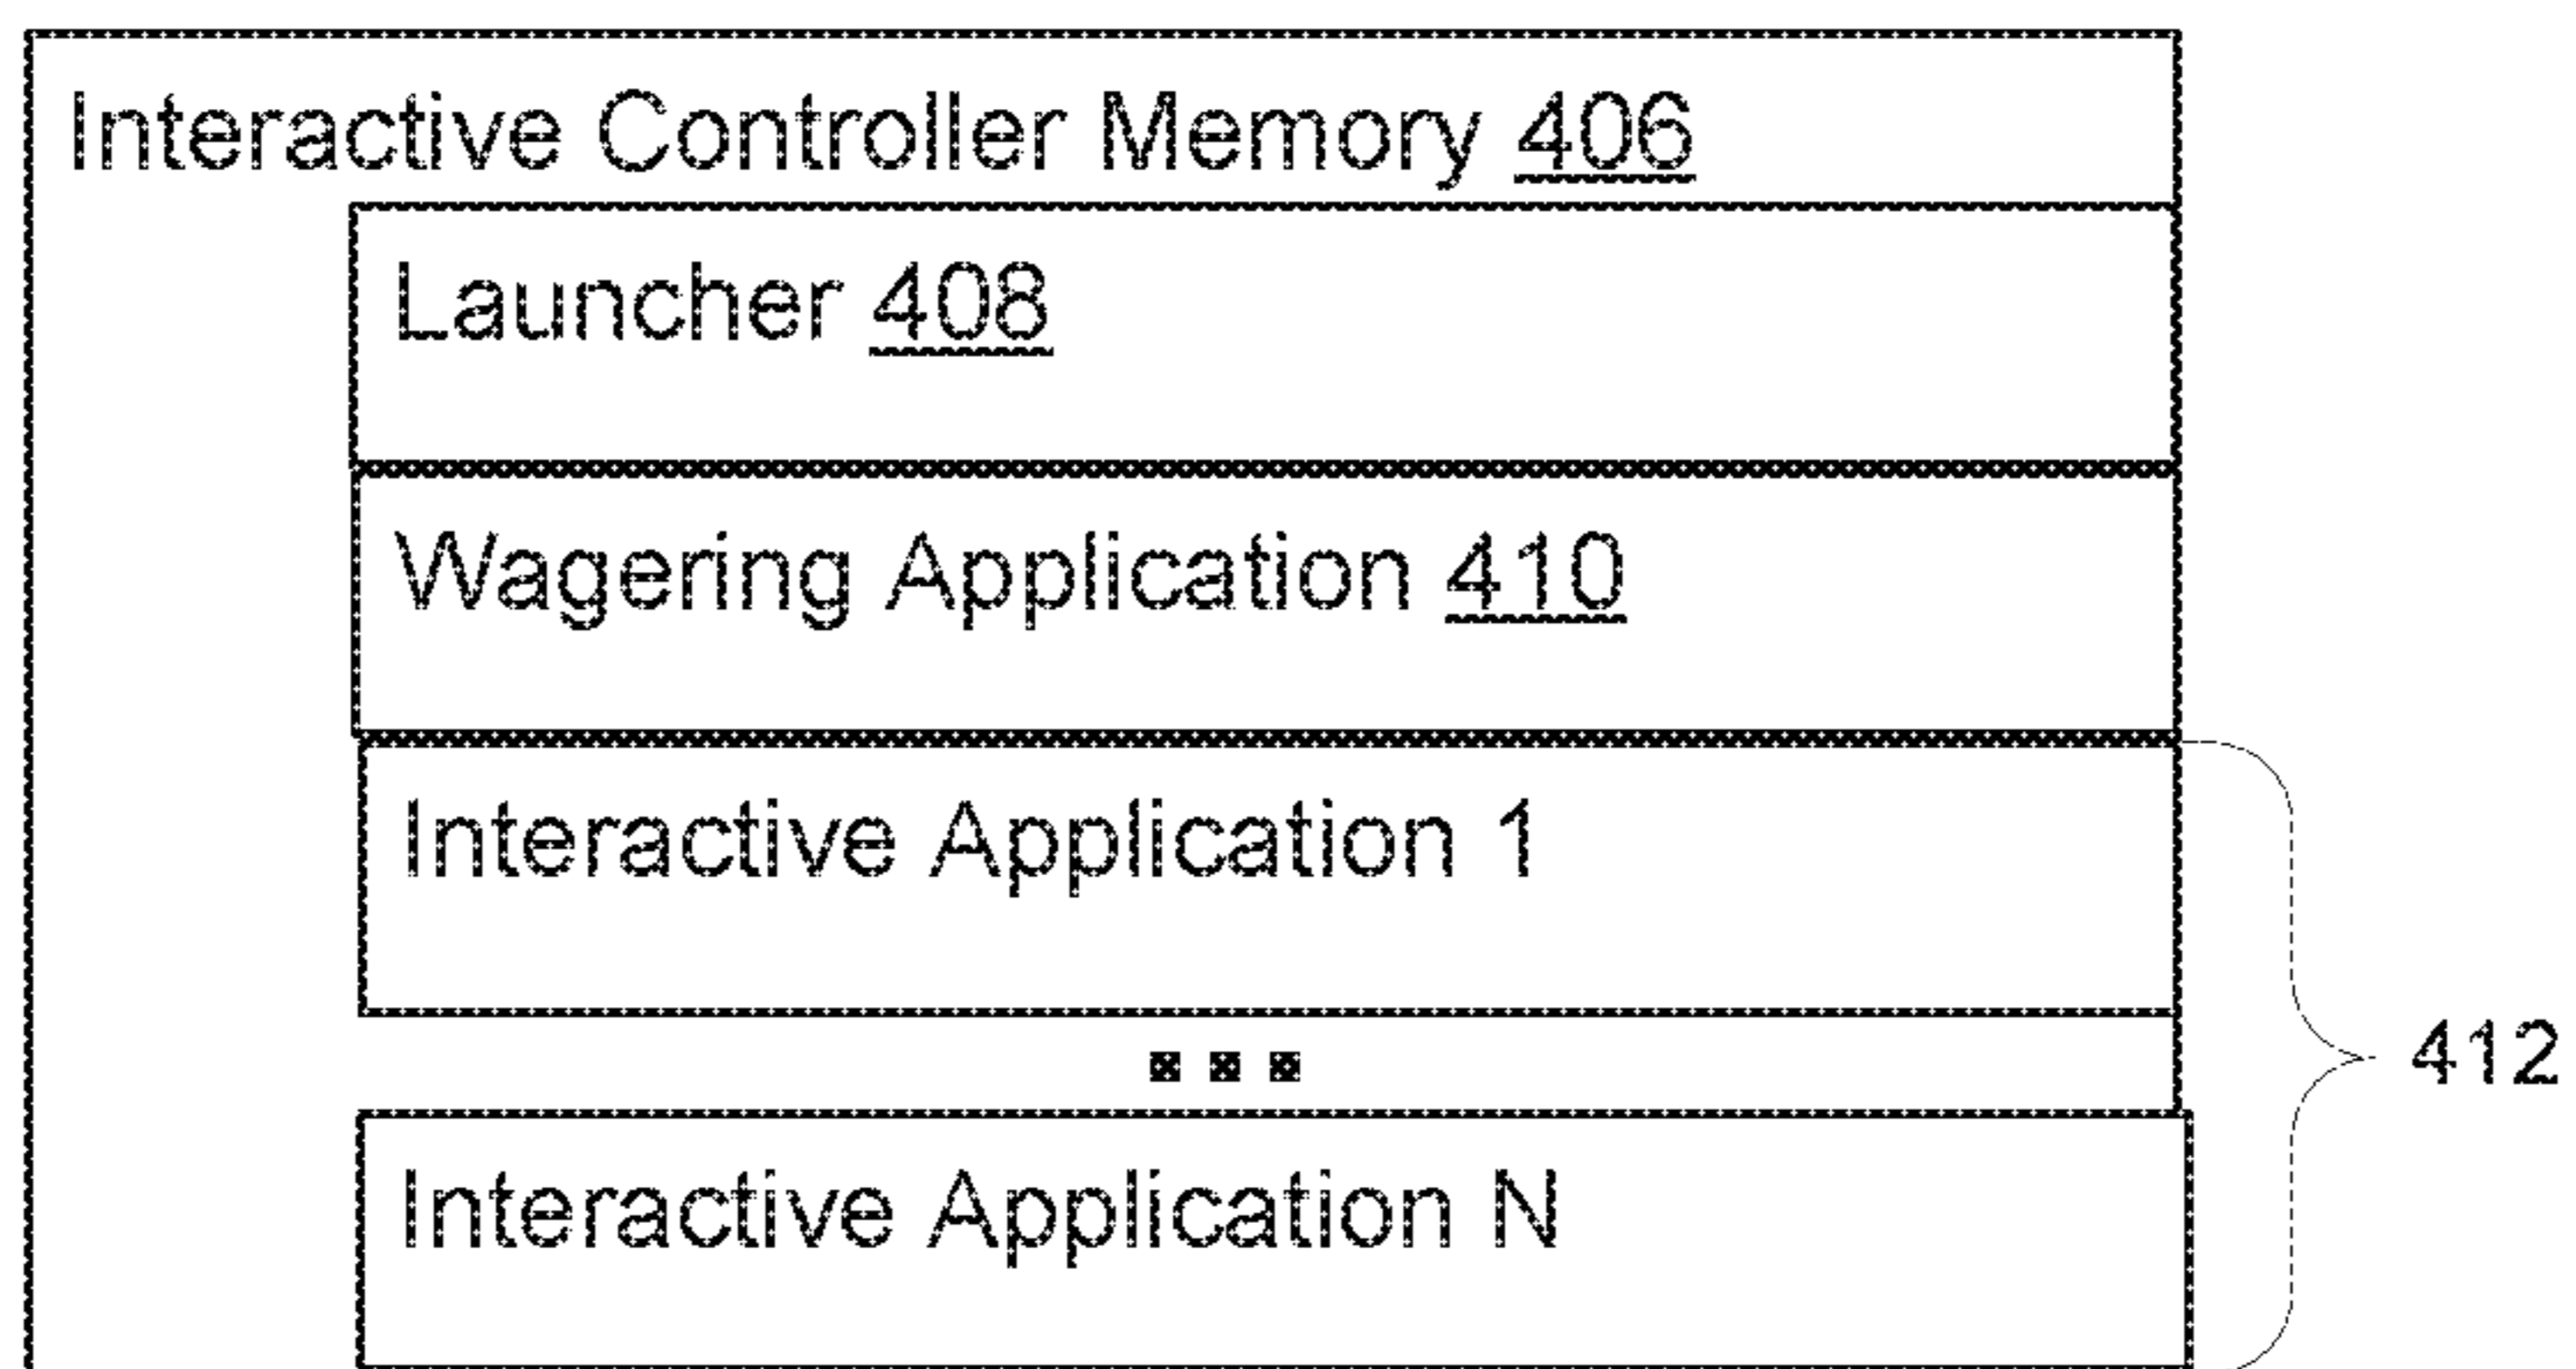 Interactive Controller Memory 406
Launcher 408
Wagering Application 410
Interactive Application 1
412
Interactive Application N